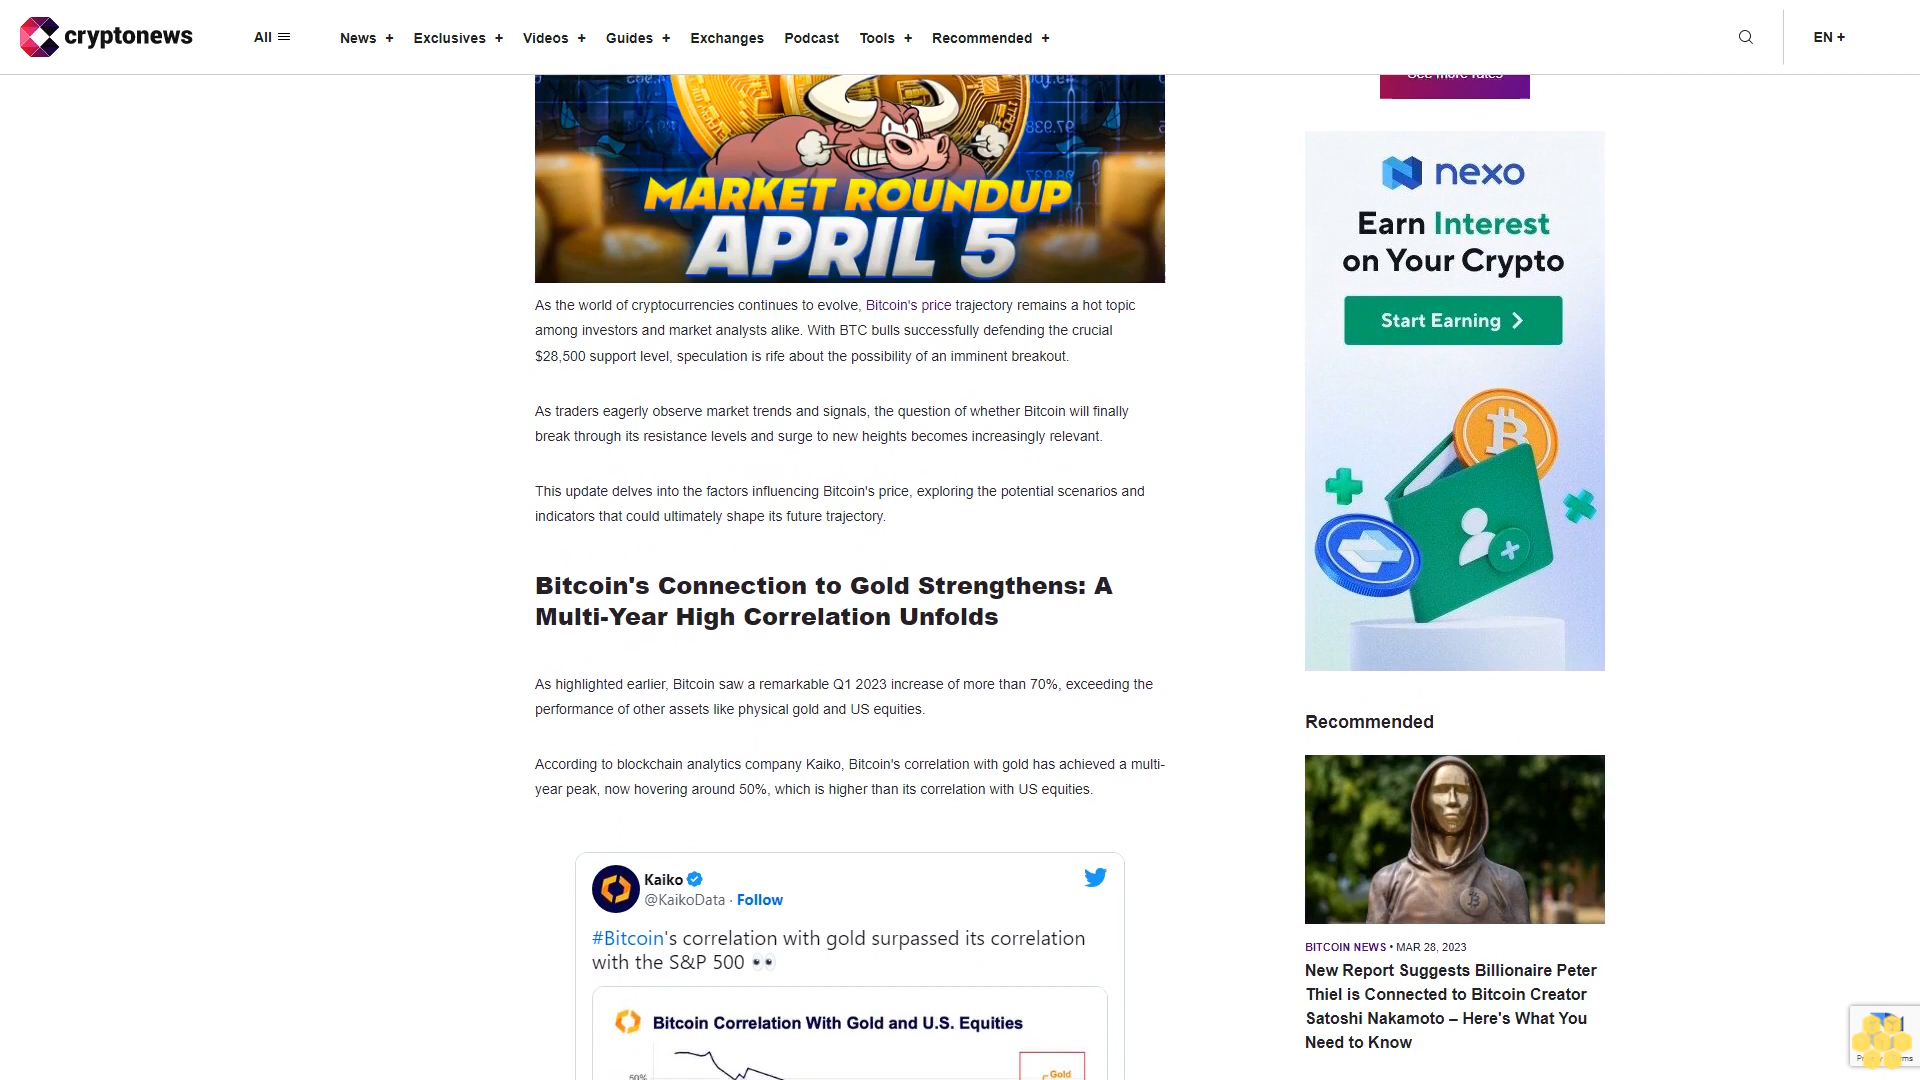 cryptonews
All
News +
Exclusives +
Videos +
Guides +
Exchanges
Podcast
Tools +
Recommended +
EN +
MARKET ROUNDUP
APRIL 5
As the world of cryptocurrencies continues to evolve, Bitcoin's price trajectory remains a hot topic
among investors and market analysts alike. With BTC bulls successfully defending the crucial
$28,500 support level, speculation is rife about the possibility of an imminent breakout.
As traders eagerly observe market trends and signals, the question of whether Bitcoin will finally
break through its resistance levels and surge to new heights becomes increasingly relevant.
This update delves into the factors influencing Bitcoin's price, exploring the potential scenarios and
indicators that could ultimately shape its future trajectory.
Bitcoin's Connection to Gold Strengthens: A
Multi-Year High Correlation Unfolds
As highlighted earlier, Bitcoin saw a remarkable Q1 2023 increase of more than 70%, exceeding the
performance of other assets like physical gold and US equities.
According to blockchain analytics company Kaiko, Bitcoin's correlation with gold has achieved a multi-
year peak, now hovering around 50%, which is higher than its correlation with US equities.
Kaiko
@KaikoData · Follow
#Bitcoin's correlation with gold surpassed its correlation
with the S&P 500 👀
Bitcoin Correlation With Gold and U.S. Equities
50%
Gold
See more rates
nexo
Earn Interest
on Your Crypto
Start Earning
Recommended
BITCOIN NEWS • MAR 28, 2023
New Report Suggests Billionaire Peter
Thiel is Connected to Bitcoin Creator
Satoshi Nakamoto – Here's What You
Need to Know